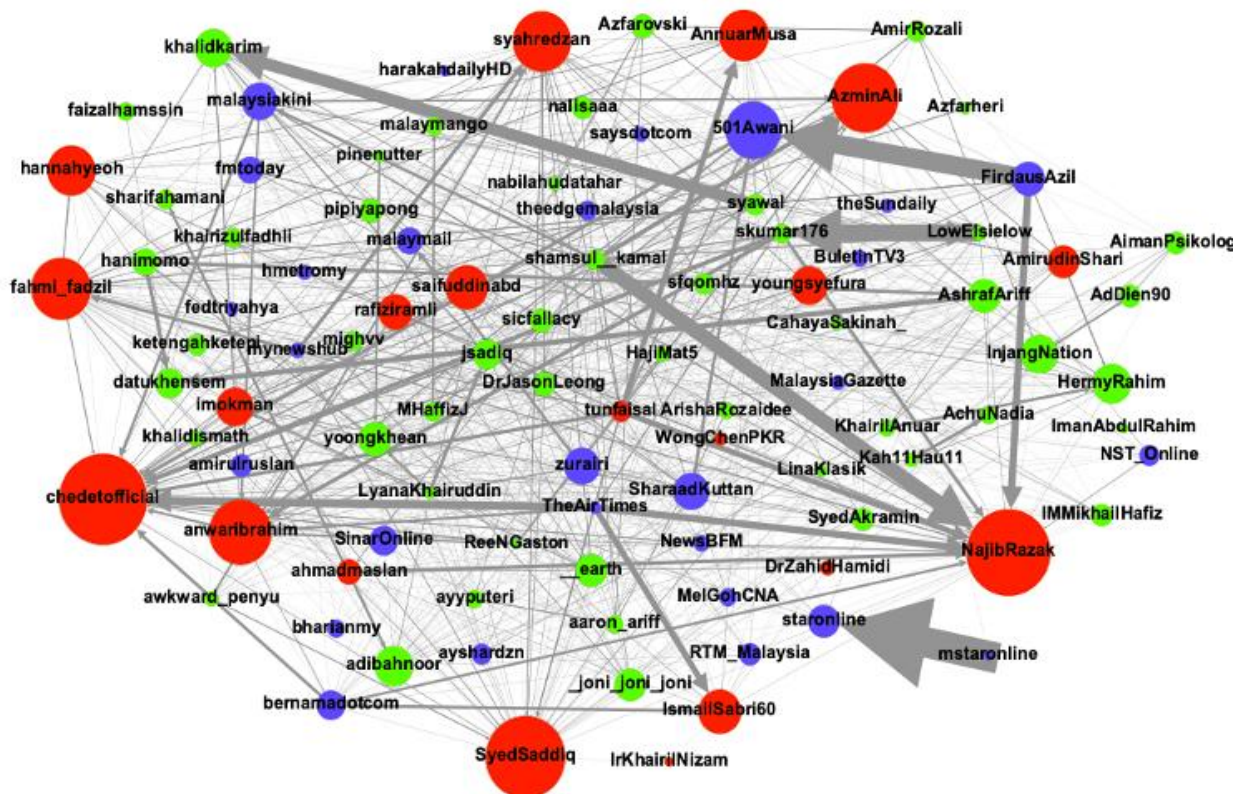 Azfarovski
AnnuarMusa
AmirRozali
khalidkarim
syahredzan
harakahdailyHD
malaysiakini
nalisaaa
AzminAli
Azfarheri
faizalhamssin
malaymango
saysdotcom
501Awani
pinenutter
hannahyeoh
fmtoday
nabilahudatahar
FirdausAzil
sharifahamani
pipiyapong
theedgemalaysia
syawal
theSundaily
khairizulfadhli
malaymail
skumar176
LowElsielow
AimanPsikolog
hanimomo
shamsul__kamal
BuletinTV3
AmirudinShari
hmetromy
fahmi_fadzil
saifuddinabd
sfqomhz
youngsyefura
AshrafAriff
AdDien90
fedtriyahya
rafiziramli
sicfallacy
CahayaSakinah_
ketengahketepi
mighvv
mynewshub
jsadiq
HajiMat5
InjangNation
datukhensem
DrJasonLeong
MalaysiaGazette
HermyRahim
lmokman
MHaffizJ
tunfaisal
ArishaRozaidee
AchuNadia
khalidismath
yoongkhean
WongChenPKR
KhairilAnuar
ImanAbdulRahim
amirulruslan
zurairi
Kah11Hau11
NST_Online
LinaKlasik
chedetofficial
LyanaKhairuddin
SharaadKuttan
TheAirTimes
SyedAkramin
IMMikhailHafiz
anwaribrahim
SinarOnline
ReeNGaston
NewsBFM
NajibRazak
ahmadmaslan
__earth
DrZahidHamidi
awkward_penyu
ayyputeri
MelGohCNA
aaron_ariff
staronline
bharianmy
adibahnoor
ayshardzn
RTM_Malaysia
mstaronline
_joni_joni_joni
bernamadotcom
IsmailSabri60
SyedSaddiq
IrKhairilNizam